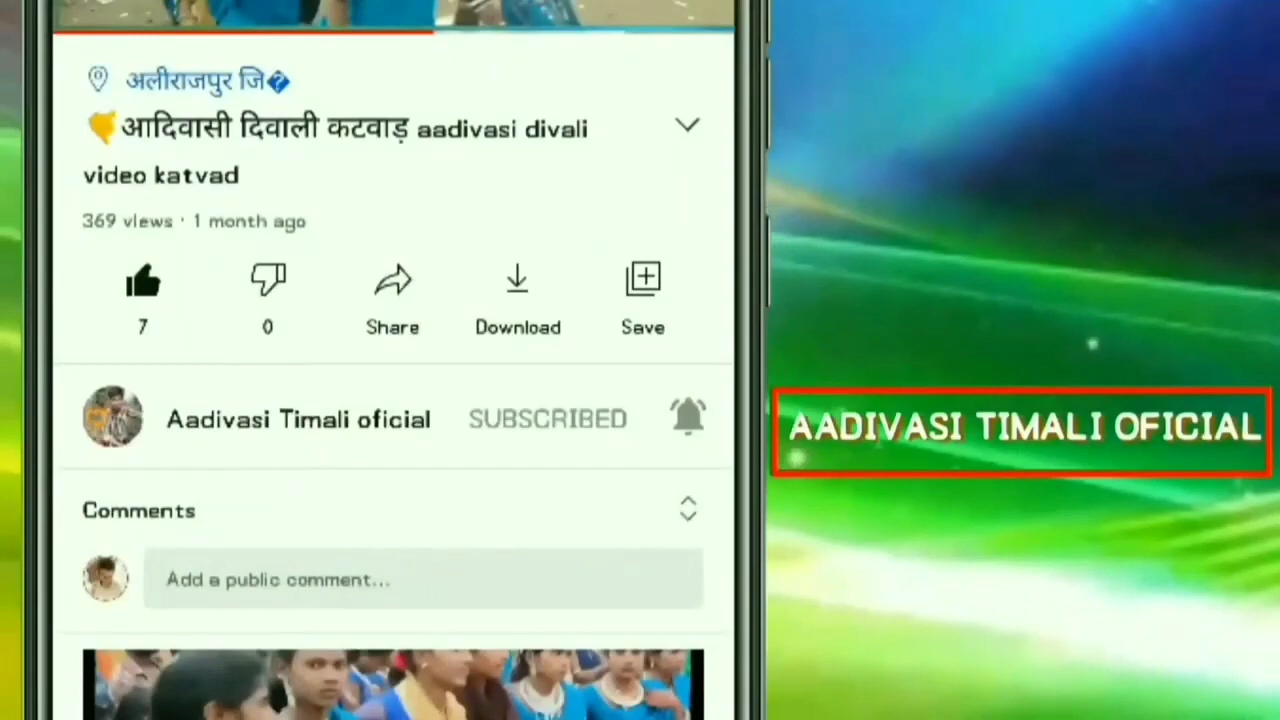 अलीराजपुर जि�
आदिवासी दिवाली कटवाड़ aadivasi divali
video katvad
369 views · 1 month ago
7
0
Share
Download
Save
Aadivasi Timali oficial
SUBSCRIBED
AADIVASI TIMALI OFICIAL
Comments
Add a public comment...